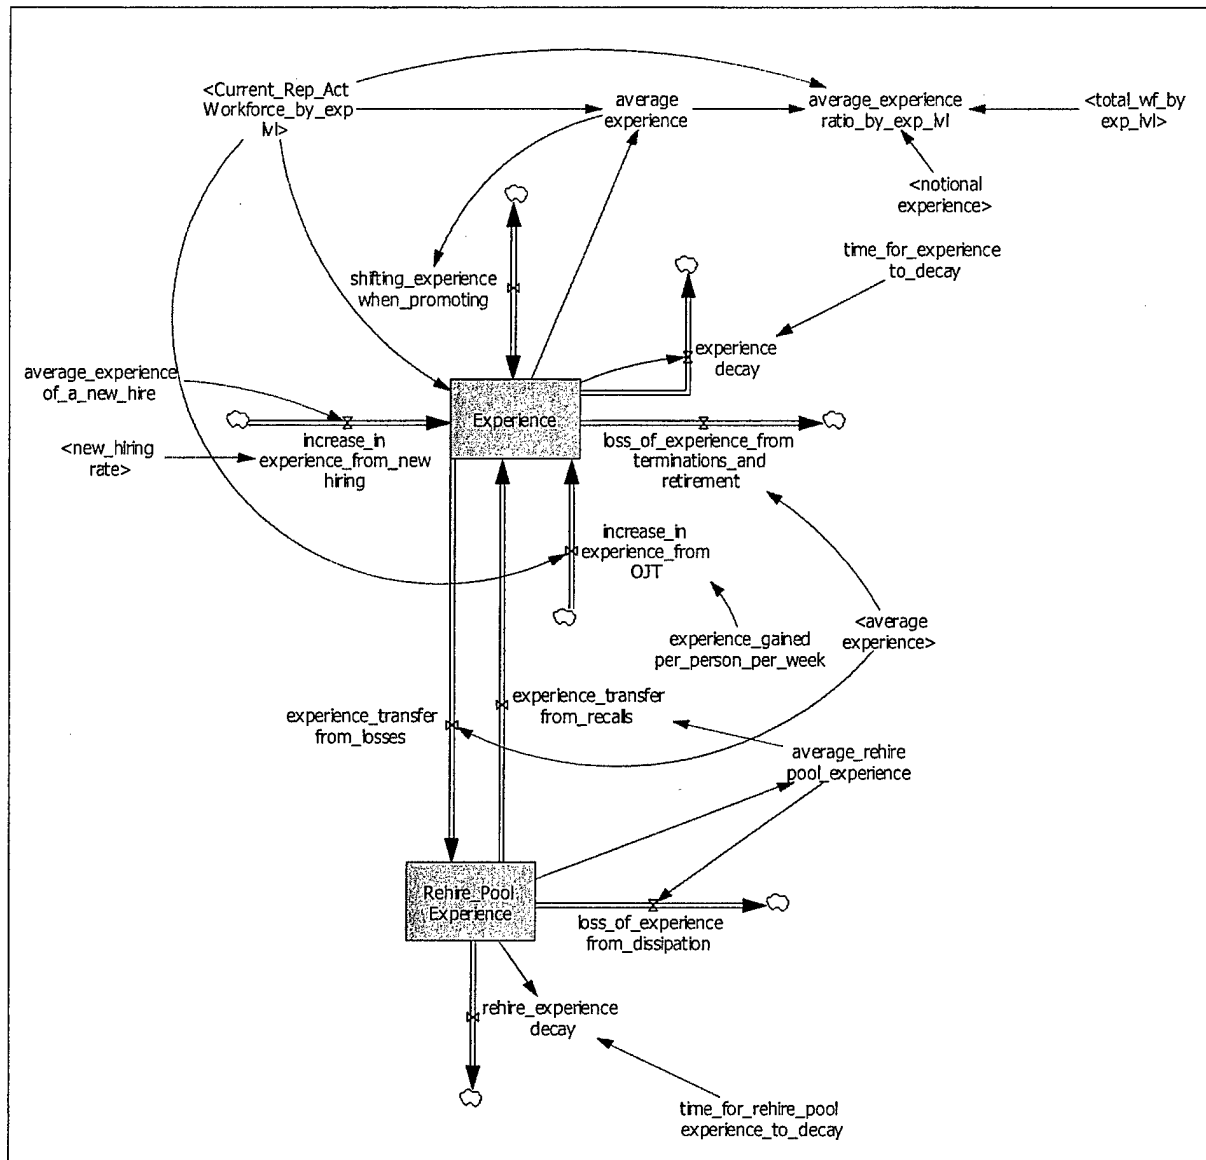 <Current_Rep_Act
Workforce_by_exp
lvl>
average
experience
average_experience
ratio_by_exp_lvl
<total_wf_by
exp_lvl>
<notional
experience>
shifting_experience
when_promoting
time_for_experience
to_decay
experience
decay
average_experience
of_a_new_hire
Experience
increase_in
experience_from_new
hiring
<new_hiring
rate>
loss_of_experience_from
terminations_and
retirement
increase_in
experience_from
OJT
experience_gained
per_person_per_week
<average
experience>
experience_transfer
from_losses
experience_transfer
from_recalls
average_rehire
pool_experience
Rehire_Pool
Experience
loss_of_experience
from_dissipation
rehire_experience
decay
time_for_rehire_pool
experience_to_decay